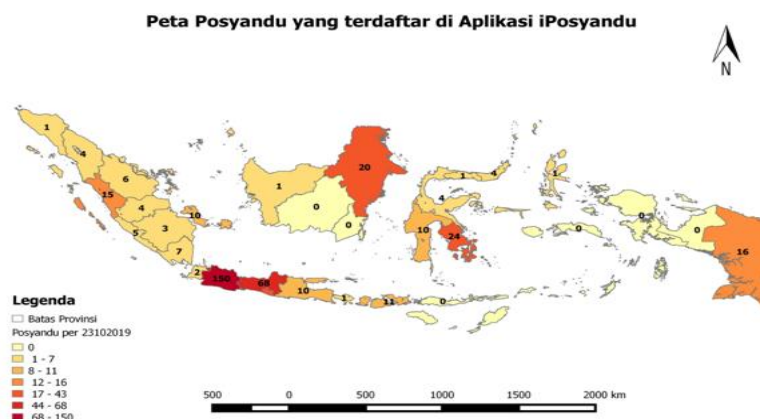 Peta Posyandu yang terdaftar di Aplikasi iPosyandu
N
1
4
6
15
4
10
5
3
7
2
150
68
10
1
11
0
1
0
0
20
1
4
4
10
24
1
0
0
0
16
Legenda
Batas Provinsi
Posyandu per 23102019
0
1 - 7
8 - 11
12 - 16
17 - 43
44 - 68
68 - 150
500 0 500 1000 1500 2000 km